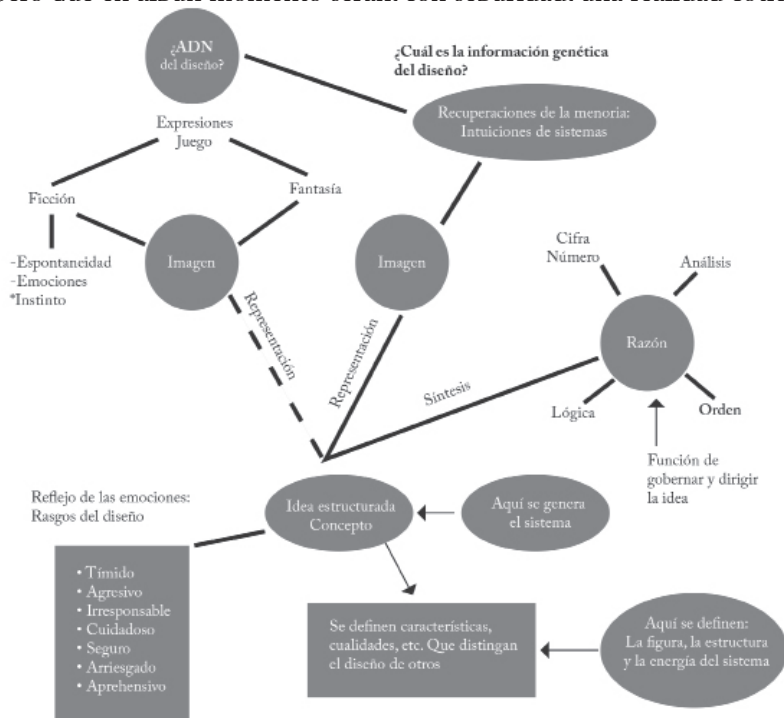 ¿ADN
del diseño?
¿Cuál es la información genética
del diseño?
Recuperaciones de la menoria:
Intuiciones de sistemas
Expresiones
Juego
Ficción
Fantasía
-Espontaneidad
-Emociones
*Instinto
Imagen
Imagen
Cifra
Número
Análisis
Razón
Lógica
Orden
Representación
Representación
Síntesis
Función de
gobernar y dirigir
la idea
Reflejo de las emociones:
Rasgos del diseño
Idea estructurada
Concepto
Aquí se genera
el sistema
• Tímido
• Agresivo
• Irresponsable
• Cuidadoso
• Seguro
• Arriesgado
• Aprehensivo
Se definen características,
cualidades, etc. Que distingan
el diseño de otros
Aquí se definen:
La figura, la estructura
y la energía del sistema